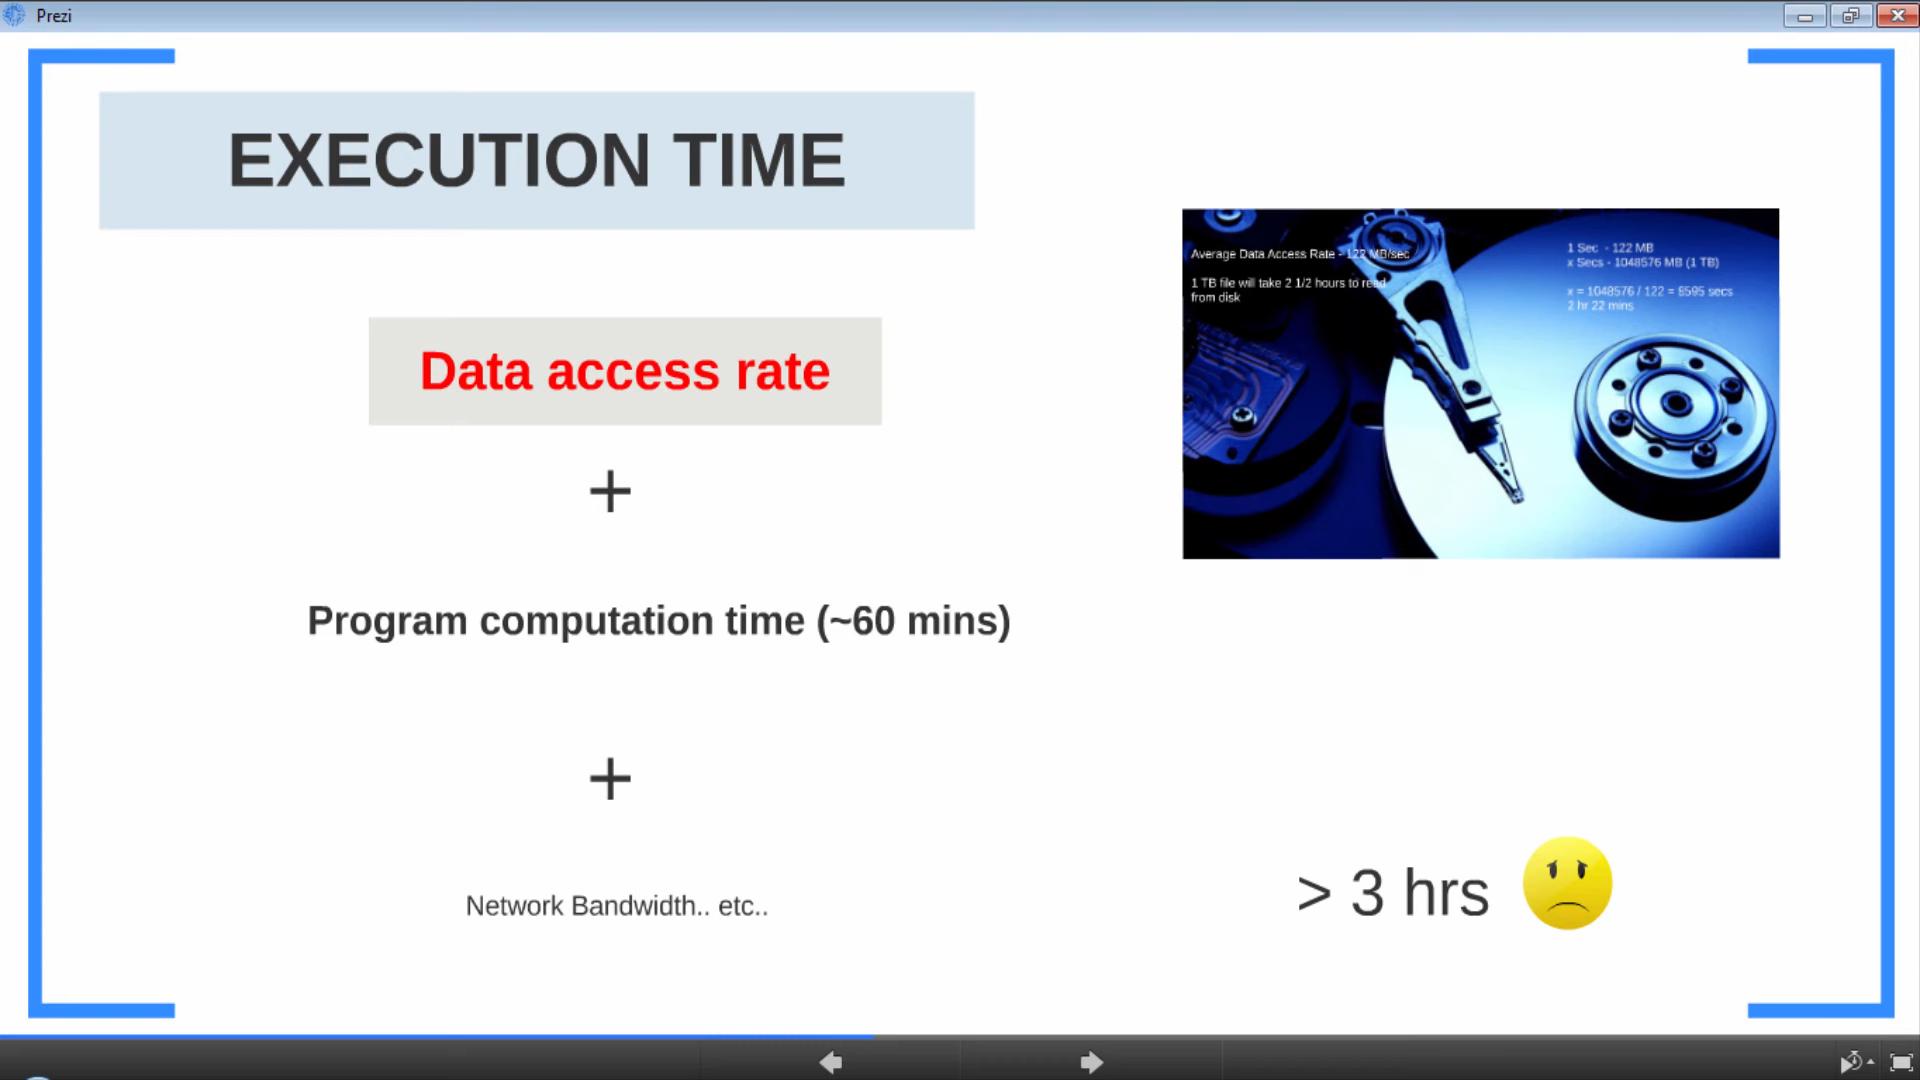 Prezi
EXECUTION TIME
Data access rate
+
Program computation time (~60 mins)
+
Network Bandwidth.. etc..
Average Data Access Rate - 122 MB/sec
1 TB file will take 2 1/2 hours to read
from disk
1 Sec - 122 MB
x Secs - 1048576 MB (1 TB)
x = 1048576 / 122 = 8595 secs
2 hr 22 mins
> 3 hrs